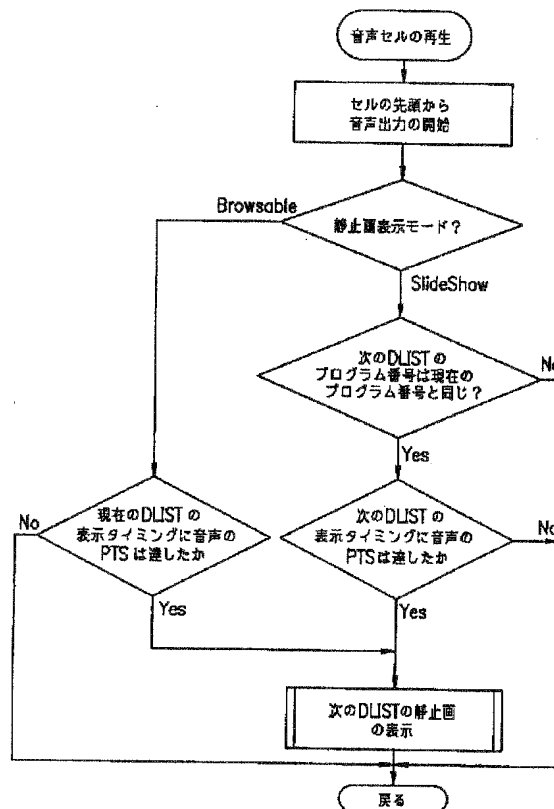 音声セルの再生
セルの先頭から
音声出力の開始
Browsable
静止画表示モード?
SlideShow
次のDLISTの
プログラム番号は現在の
プログラム番号と同じ?
No
Yes
No
現在のDLISTの
表示タイミングに音声の
PTSは達したか
次のDLISTの
表示タイミングに音声の
PTSは達したか
No
Yes
Yes
次のDLISTの静止画
の表示
戻る